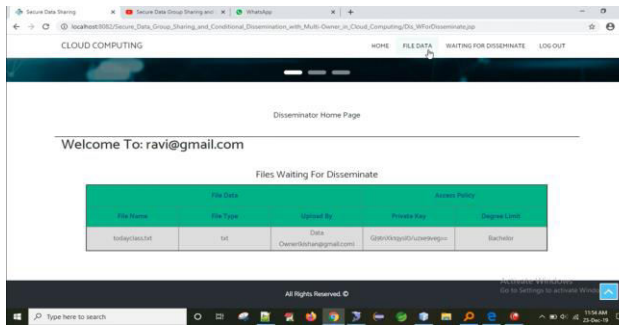 Secure Data Sharing
Secure Data Group Sharing and
WhatsApp
localhost:8082/Secure_Data_Group_Sharing_and_Conditional_Dissemination_with_Multi-Owner_in_Cloud_Computing/Dis_WForDisseminate.jsp
CLOUD COMPUTING
HOME FILE DATA WAITING FOR DISSEMINATE LOG OUT
Disseminator Home Page
Welcome To: ravi@gmail.com
Files Waiting For Disseminate
File Data Access Policy
File Name File Type Upload By Private Key Degree Limit
todayclass.txt txt Data Owner(kishan@gmail.com) Bachelor
All Rights Reserved. ©
Activate Windows
Go to Settings to activate Windo
Type here to search
11:54 AM
25-Dec-19